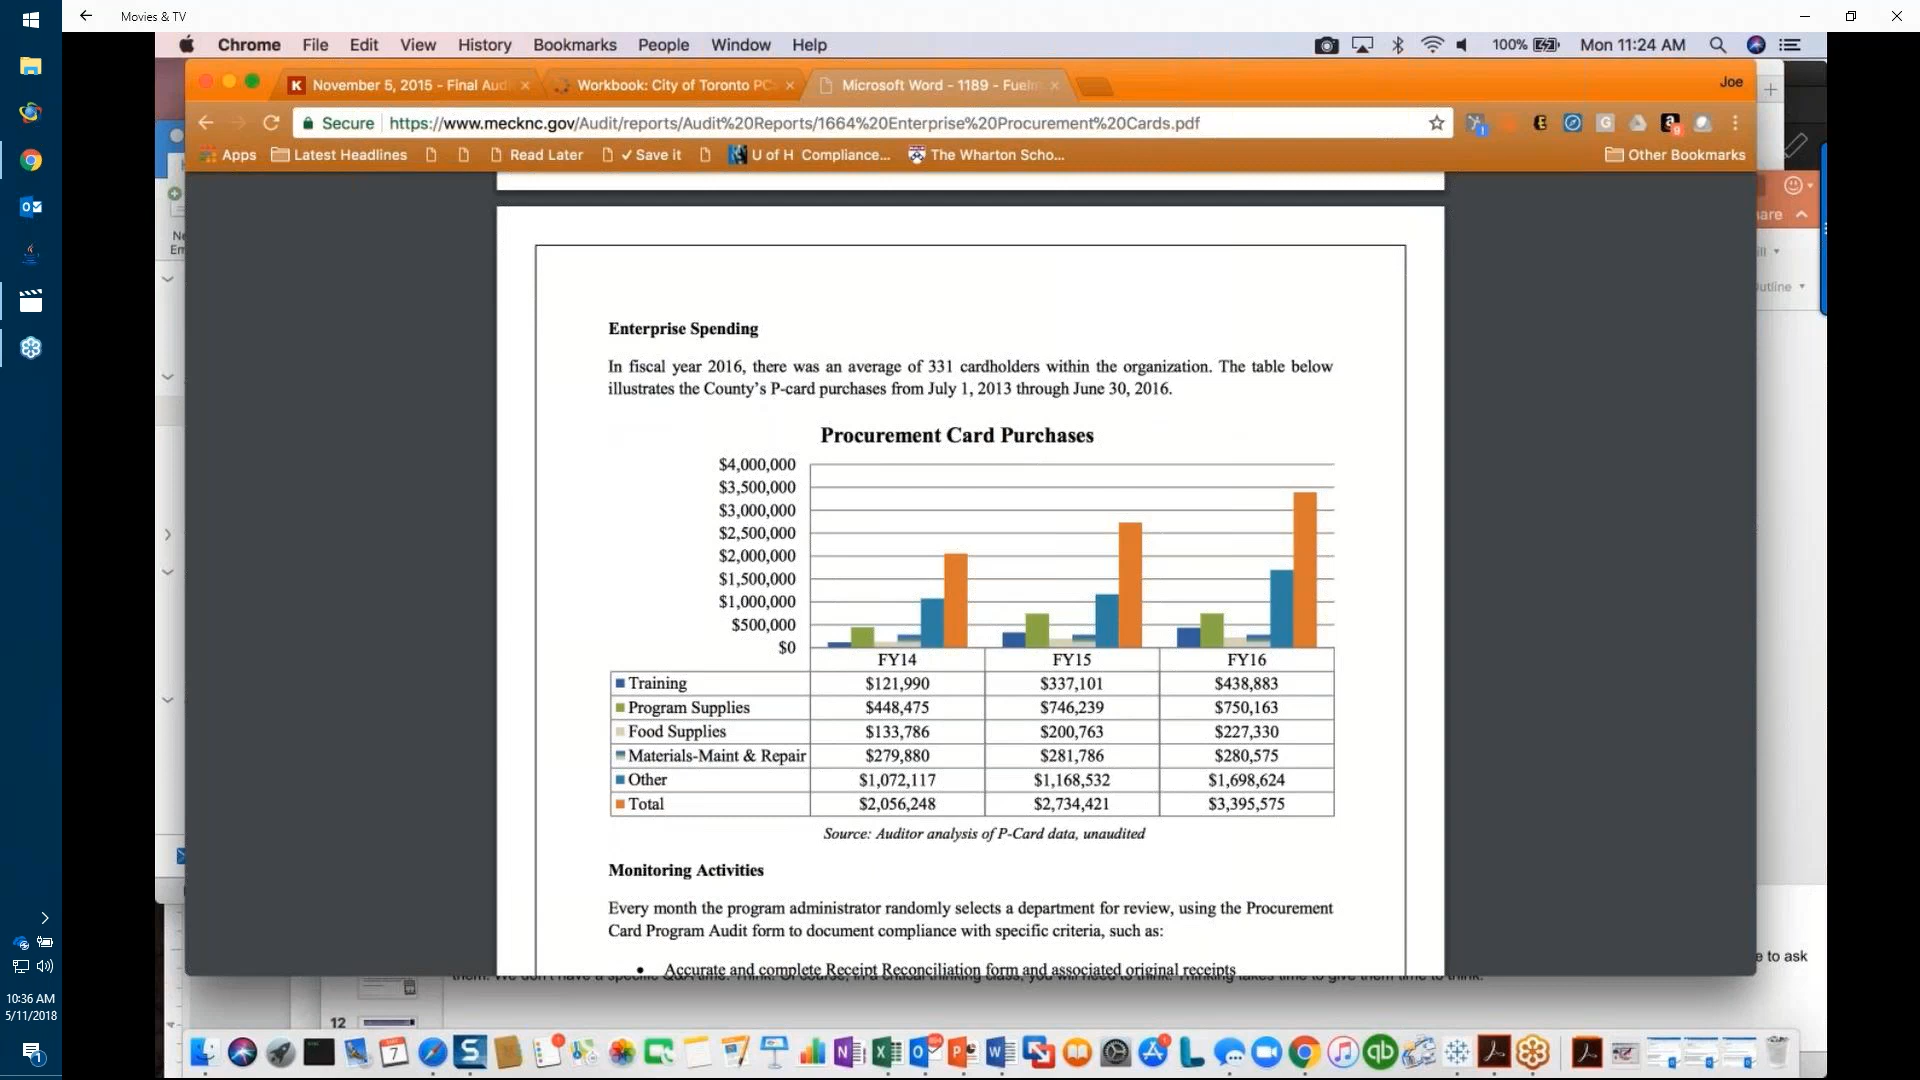 Movies & TV
Chrome File Edit View History Bookmarks People Window Help 100% Mon 11:24 AM
November 5, 2015 - Final Aud Workbook: City of Toronto PC Microsoft Word - 1189 - Fuelm Joe
Secure https://www.mecknc.gov/Audit/reports/Audit%20Reports/1664%20Enterprise%20Procurement%20Cards.pdf
Apps Latest Headlines Read Later ✓ Save it U of H Compliance... The Wharton Scho... Other Bookmarks
Enterprise Spending
In fiscal year 2016, there was an average of 331 cardholders within the organization. The table below
illustrates the County's P-card purchases from July 1, 2013 through June 30, 2016.
Procurement Card Purchases
$4,000,000
$3,500,000
$3,000,000
$2,500,000
$2,000,000
$1,500,000
$1,000,000
$500,000
$0
FY14 FY15 FY16
Training $121,990 $337,101 $438,883
Program Supplies $448,475 $746,239 $750,163
Food Supplies $133,786 $200,763 $227,330
Materials-Maint & Repair $279,880 $281,786 $280,575
Other $1,072,117 $1,168,532 $1,698,624
Total $2,056,248 $2,734,421 $3,395,575
Source: Auditor analysis of P-Card data, unaudited
Monitoring Activities
Every month the program administrator randomly selects a department for review, using the Procurement
Card Program Audit form to document compliance with specific criteria, such as:
• Accurate and complete Receipt Reconciliation form and associated original receipts
e to ask
12
10:36 AM
5/11/2018